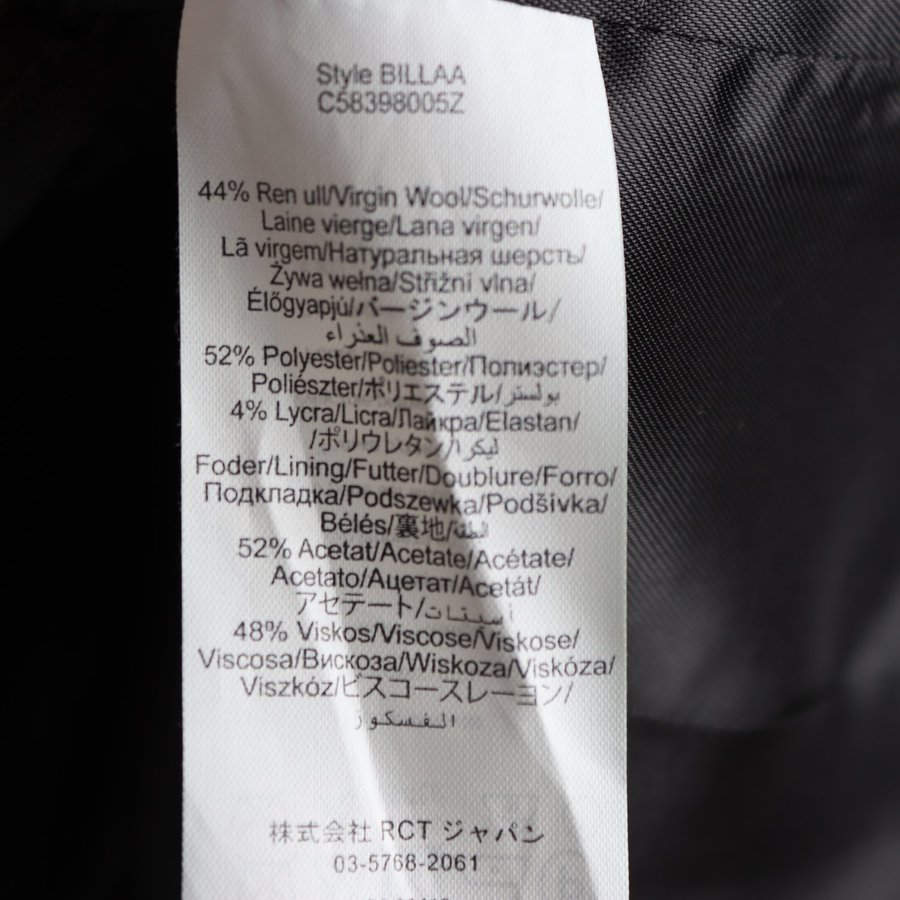 Style BILLAA
C58398005Z
44% Ren ull/Virgin Wool/Schurwolle/
Laine vierge/Lana virgen/
Lã virgem/Натуральная шерсть/
Żywa wełna/Střižní vlna/
Élőgyapjú/バージンウール/
الصوف العذراء
52% Polyester/Poliester/Полиэстер/
Poliészter/ポリエステル/بولستر
4% Lycra/Licra/Лайкра/Elastan/
/ポリウレタン/ليكرا
Foder/Lining/Futter/Doublure/Forro/
Подкладка/Podszewka/Podšívka/
Bélés/裏地/
52% Acetat/Acetate/Acétate/
Acetato/Ацетат/Acetát/
アセテート/أسيتات
48% Viskos/Viscose/Viskose/
Viscosa/Вискоза/Wiskoza/Viskóza/
Viszkóz/ビスコースレーヨン/
الفسكوز
株式会社 RCT ジャパン
03-5768-2061